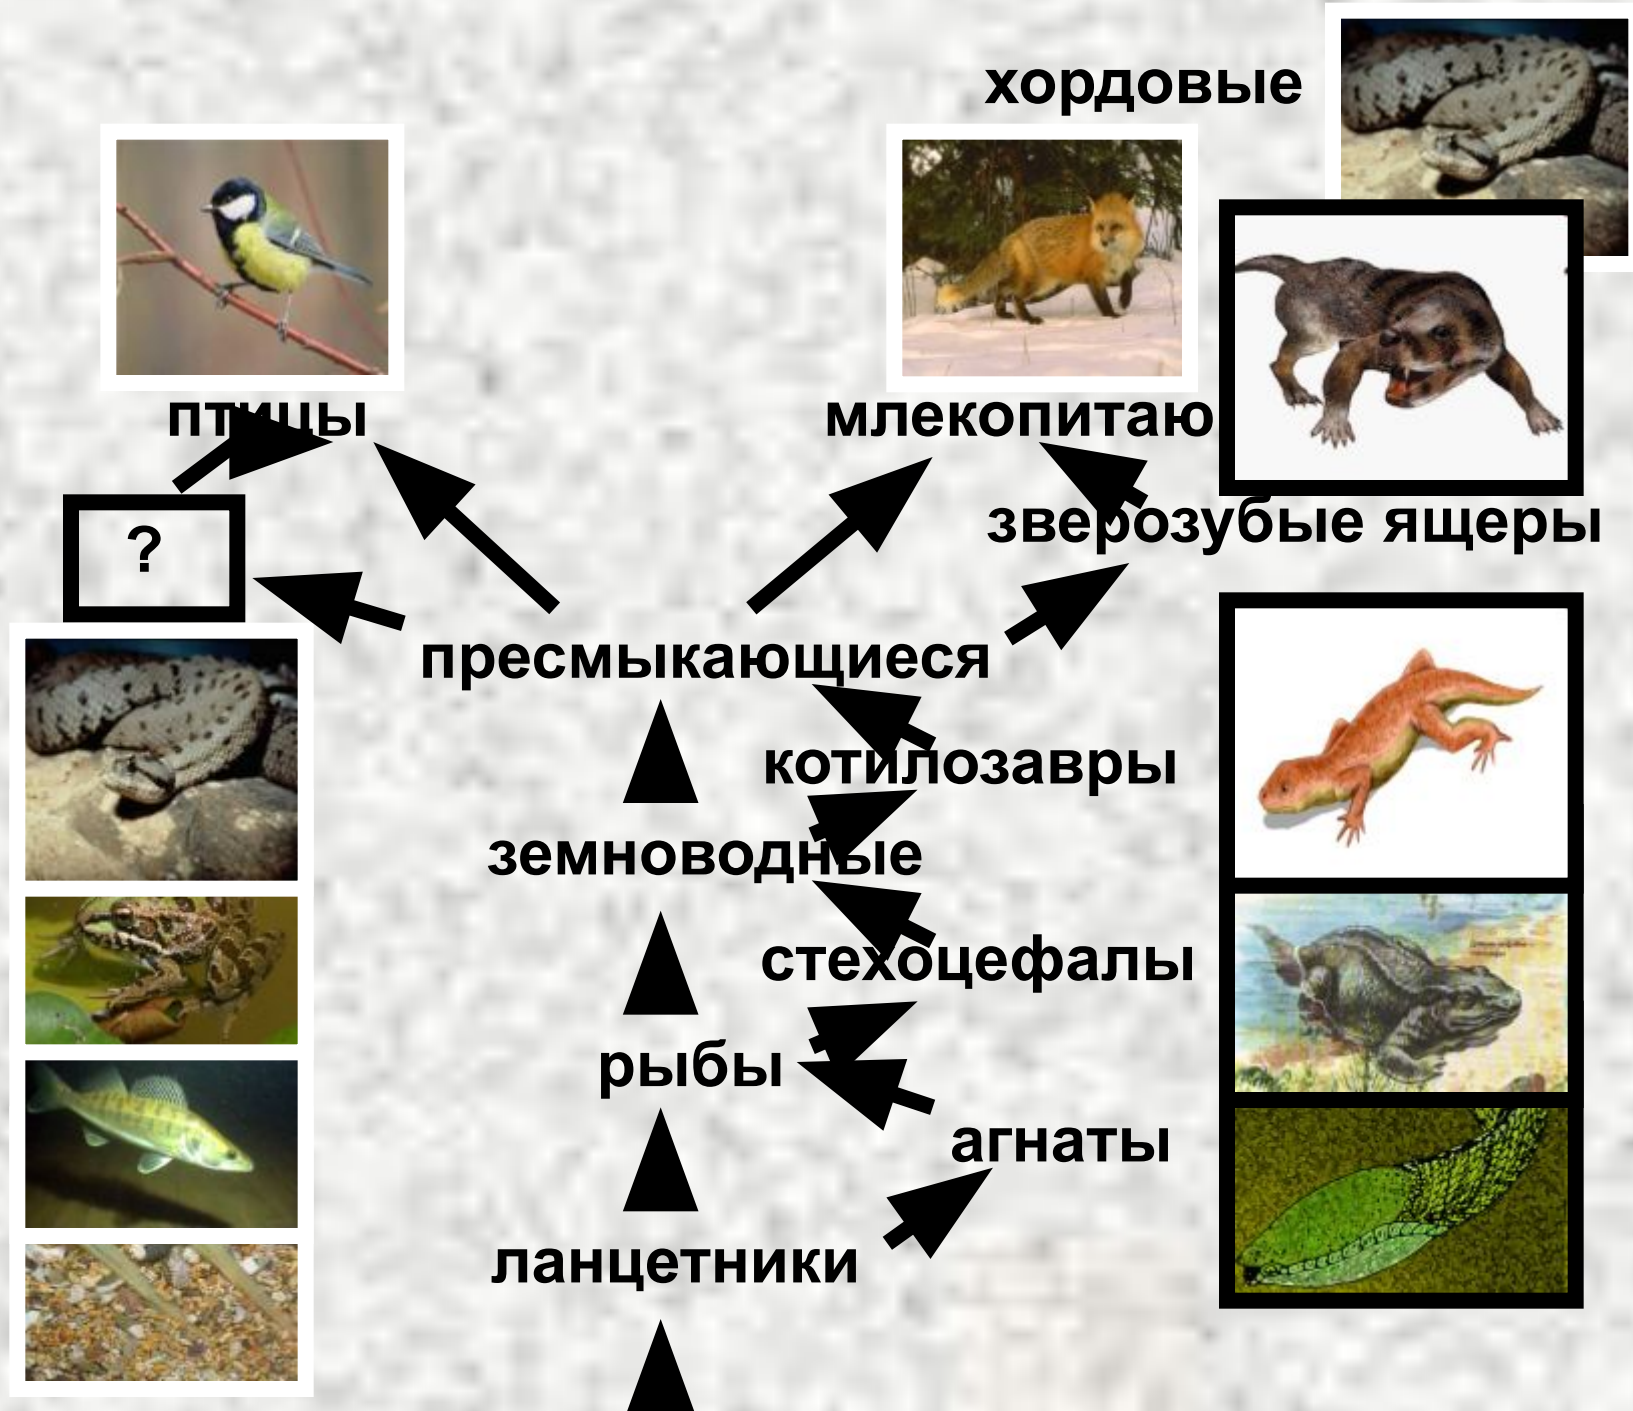 хордовые
птицы
млекопитаю
зверозубые ящеры
?
пресмыкающиеся
котилозавры
земноводные
стехоцефалы
рыбы
агнаты
ланцетники